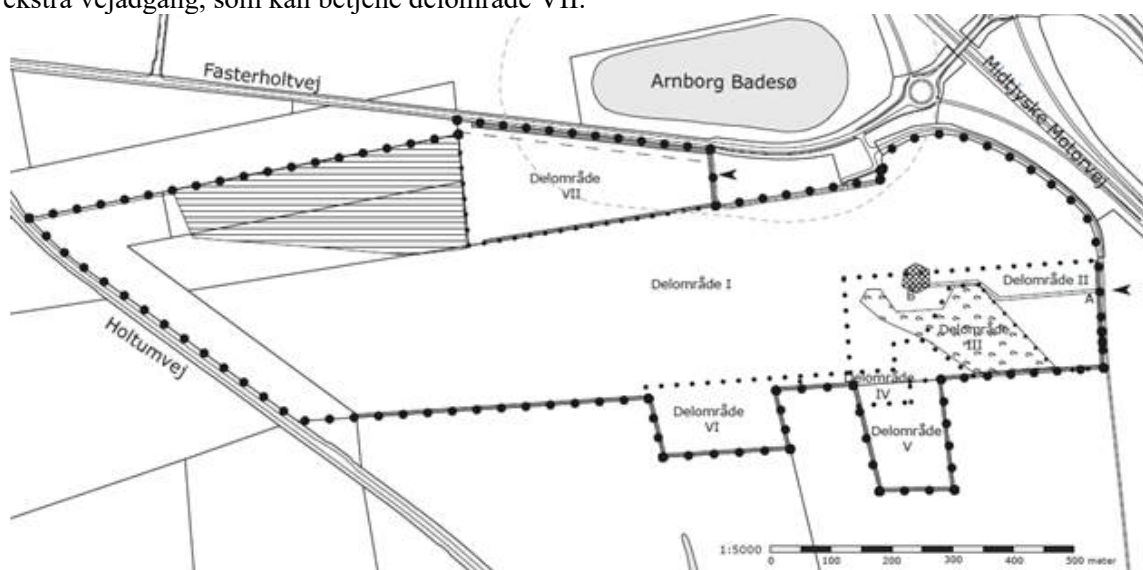 ekstra vejadgang, som kan betjene delområde VII.
Fasterholtvej
Arnborg Badesø
Midtjyske Motorvej
Delområde
VII
Delområde I
Delområde II
B
A
Delområde
III
Holtumvej
Delområde
IV
Delområde
VI
Delområde
V
1:5000
0 100 200 300 400 500 meter